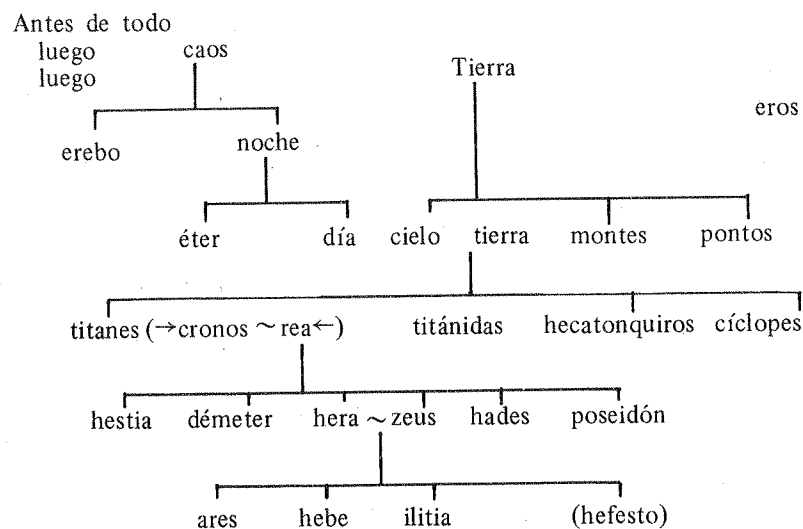 Antes de todo
luego caos
luego Tierra
eros
erebo noche
éter día cielo tierra montes pontos
titanes (→cronos ~ rea←) titánidas hecatonquiros cíclopes
hestia démeter hera ~ zeus hades poseidón
ares hebe ilitia (hefesto)